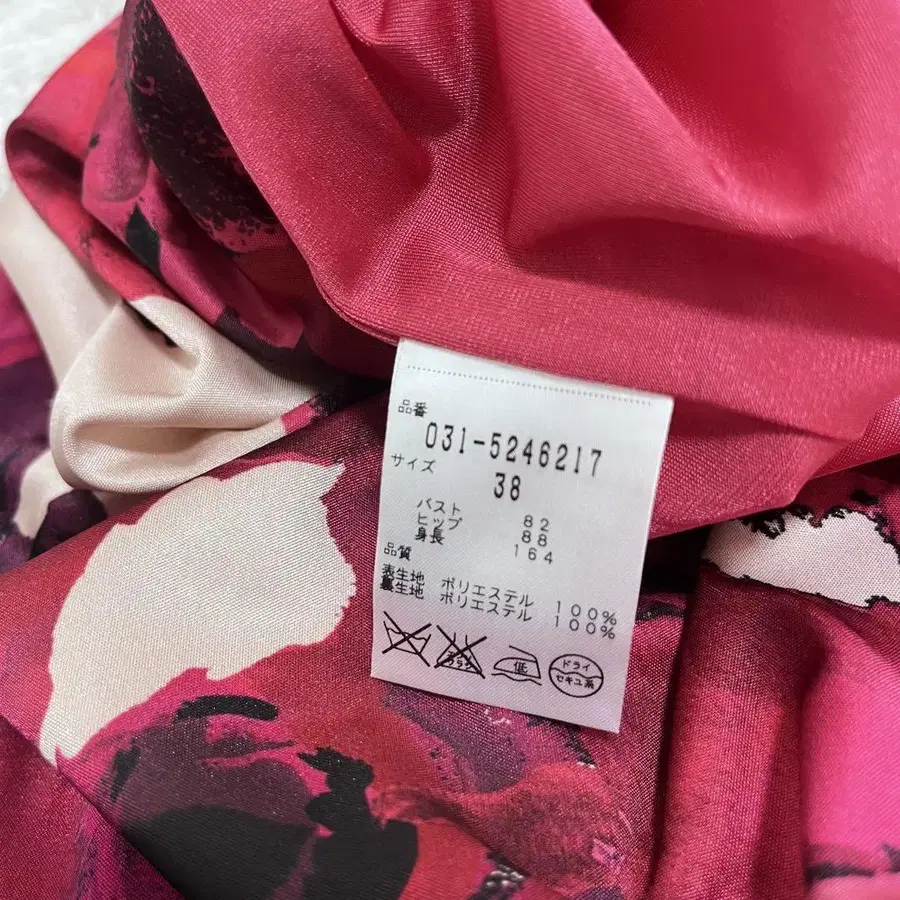 品番
031-5246217
サイズ
38
バスト 82
ヒップ 88
身長 164
品質
表生地 ポリエステル 100%
裏生地 ポリエステル 100%
低
ドライ
セキユ系